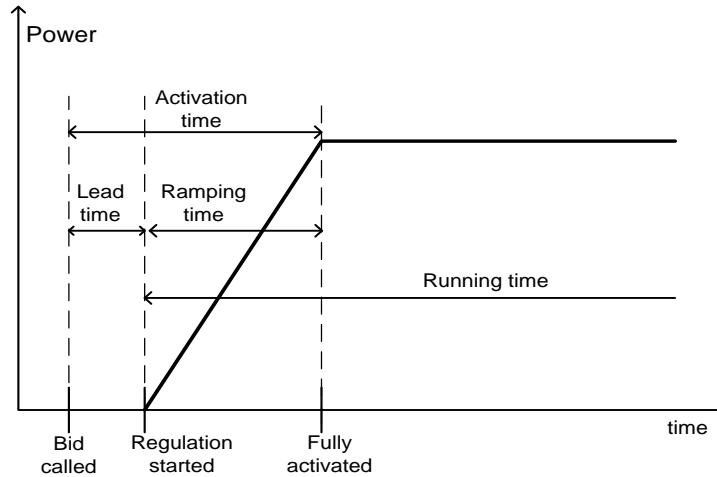 Power
Activation
time
Lead
time
Ramping
time
Running time
time
Bid
called
Regulation
started
Fully
activated